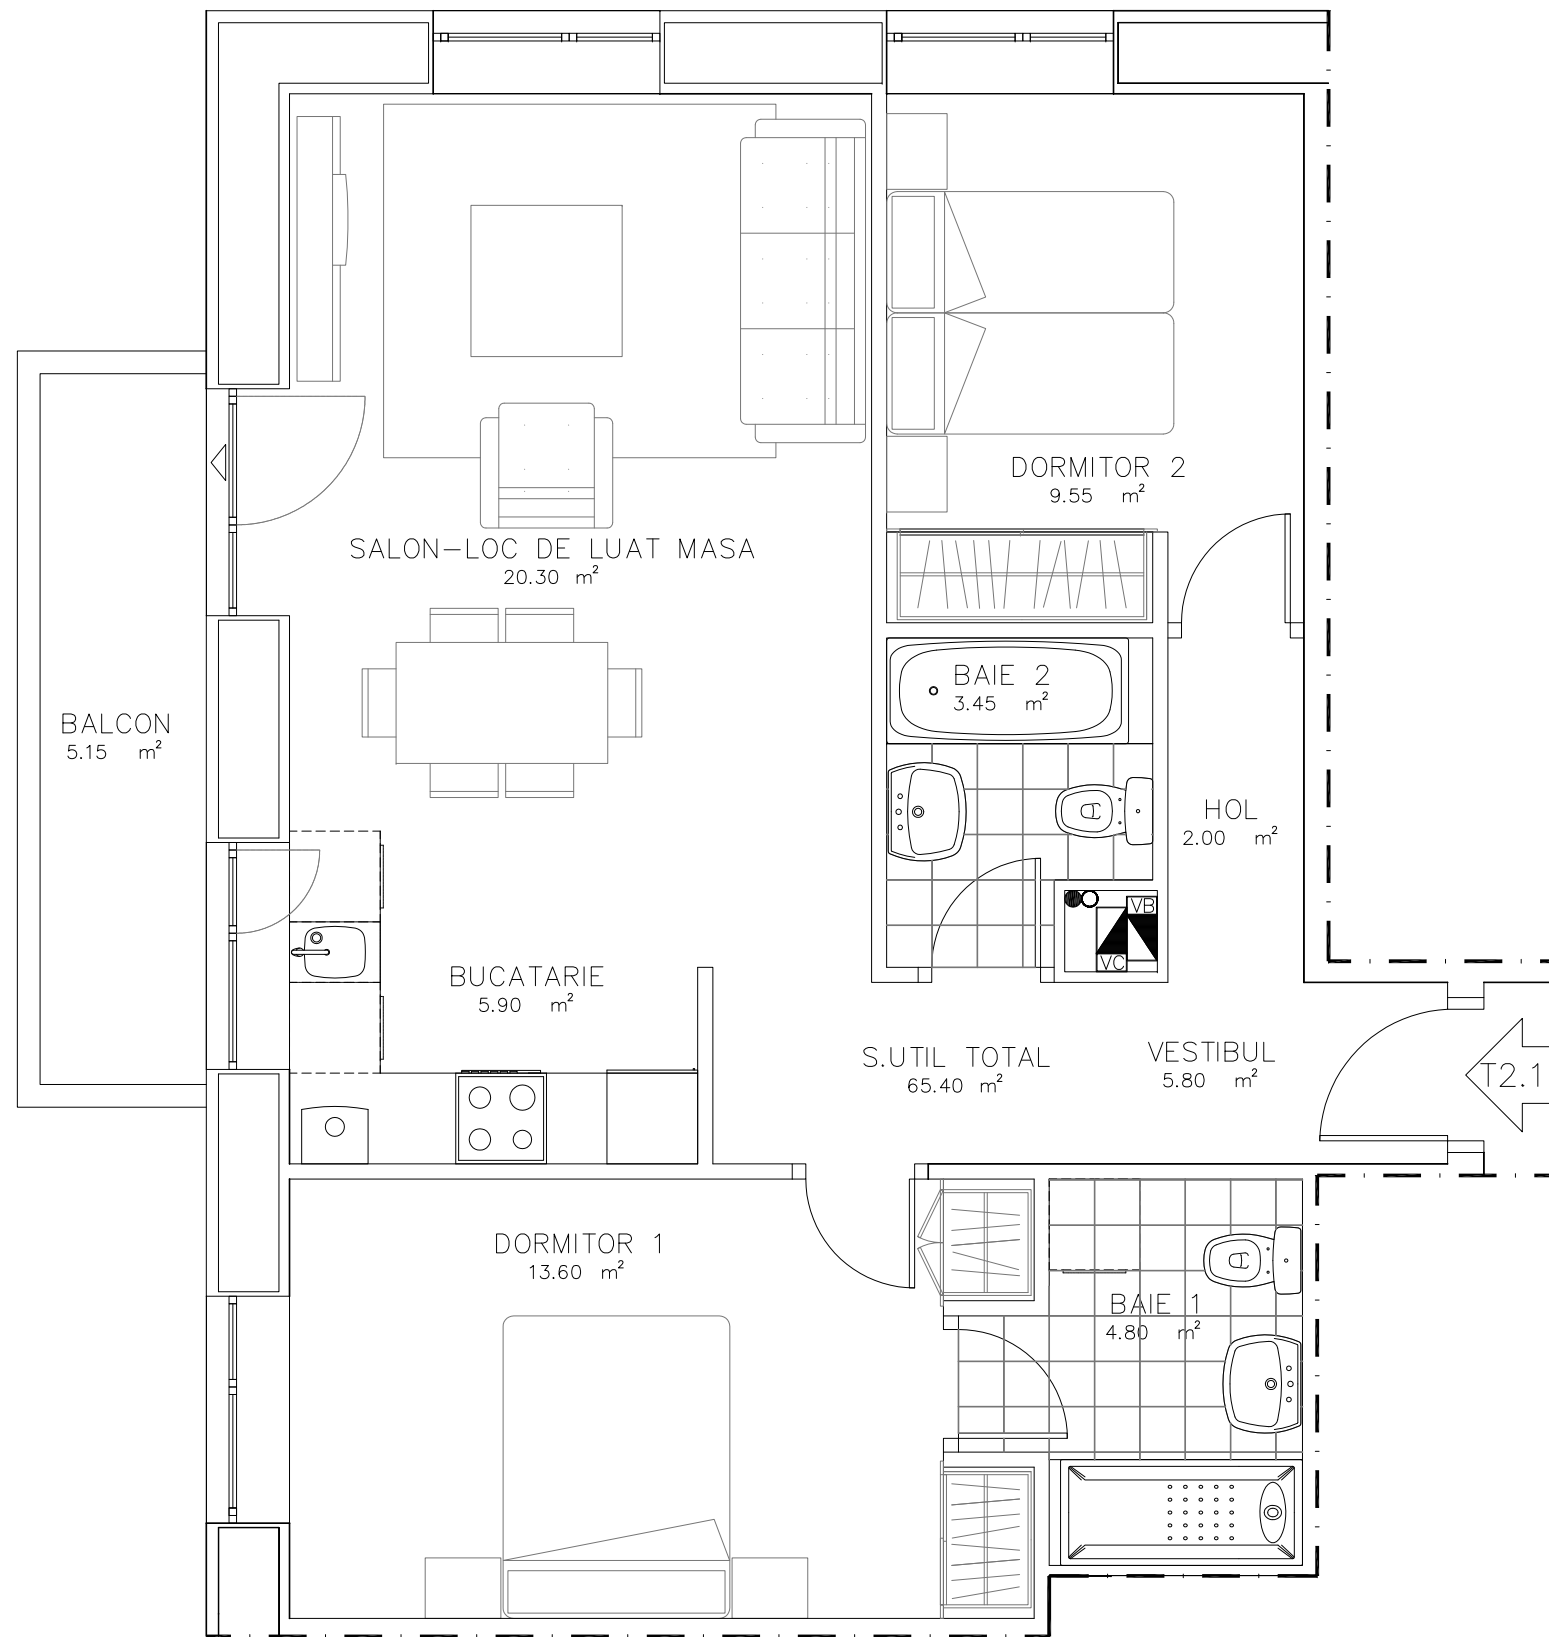 DORMITOR 2
9.55 m²
SALON-LOC DE LUAT MASA
20.30 m²
BAIE 2
3.45 m²
BALCON
5.15 m²
HOL
2.00 m²
VB
VC
BUCATARIE
5.90 m²
S.UTIL TOTAL
65.40 m²
VESTIBUL
5.80 m²
T2.1
DORMITOR 1
13.60 m²
BAIE 1
4.80 m²